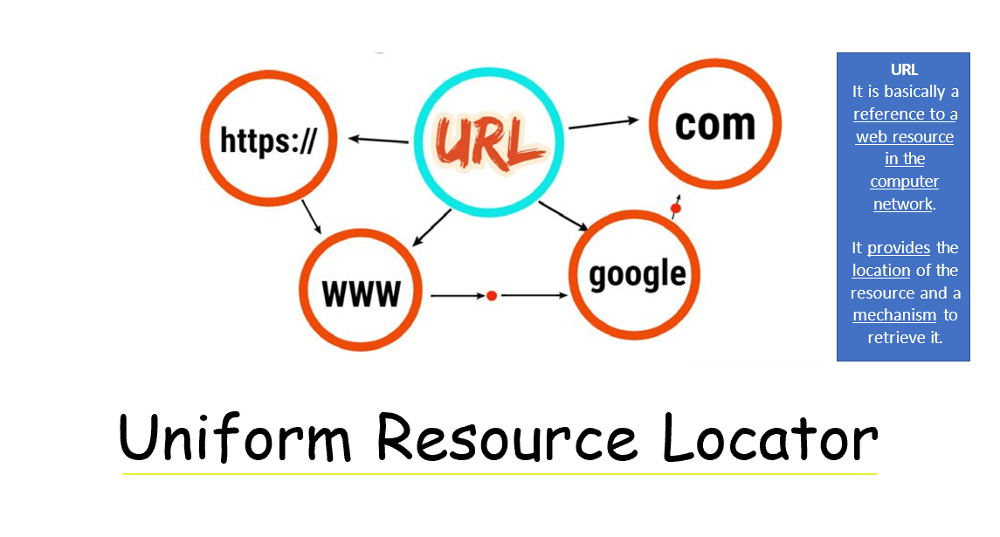 https://
URL
com
www
google
URL
It is basically a
reference to a
web resource
in the
computer
network.
It provides the
location of the
resource and a
mechanism to
retrieve it.
Uniform Resource Locator